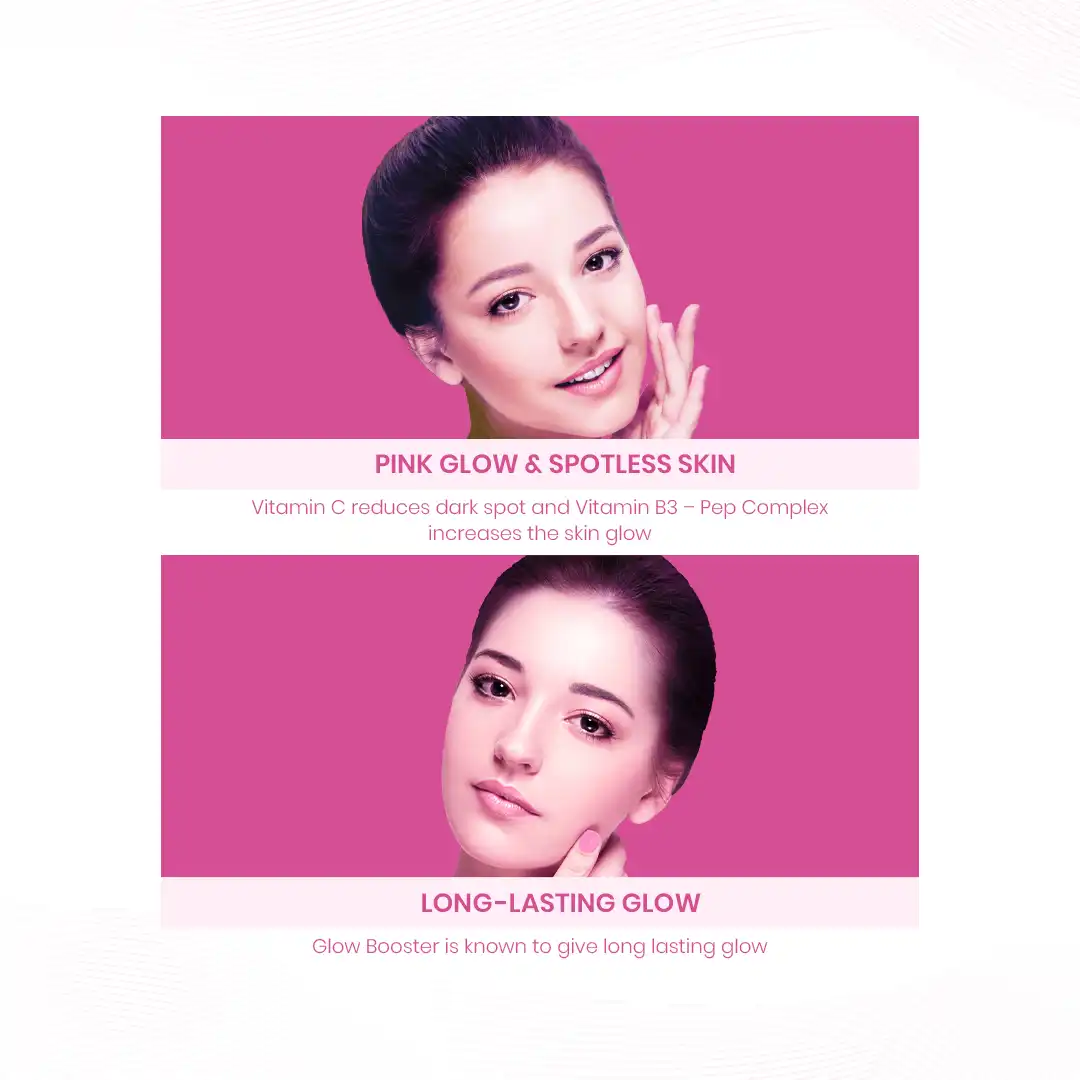 PINK GLOW & SPOTLESS SKIN
Vitamin C reduces dark spot and Vitamin B3 – Pep Complex
increases the skin glow
LONG-LASTING GLOW
Glow Booster is known to give long lasting glow